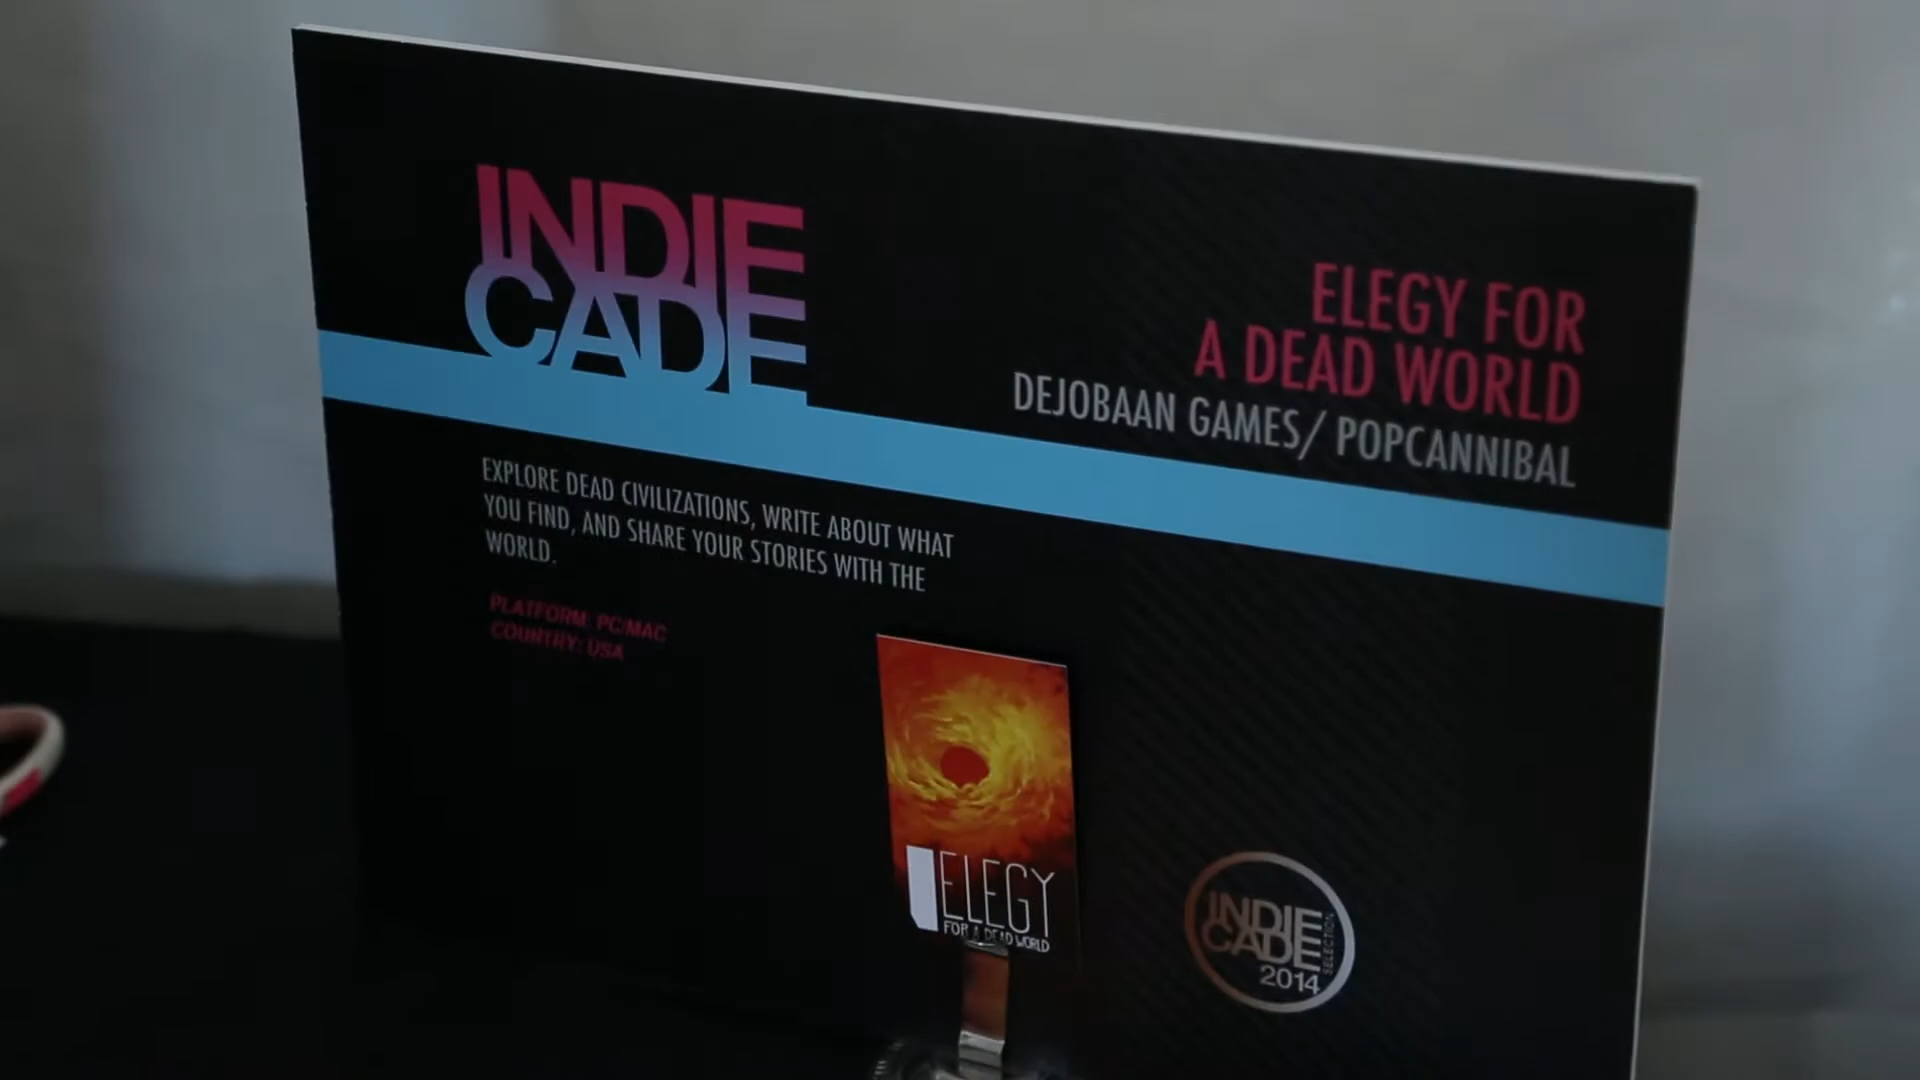 INDIE
CADE
ELEGY FOR
A DEAD WORLD
DEJOBAAN GAMES/ POPCANNIBAL
EXPLORE DEAD CIVILIZATIONS, WRITE ABOUT WHAT
YOU FIND, AND SHARE YOUR STORIES WITH THE
WORLD.
PLATFORM: PC/MAC
COUNTRY: USA
ELEGY
FOR A DEAD WORLD
INDIE
CADE
SELECTION
2014